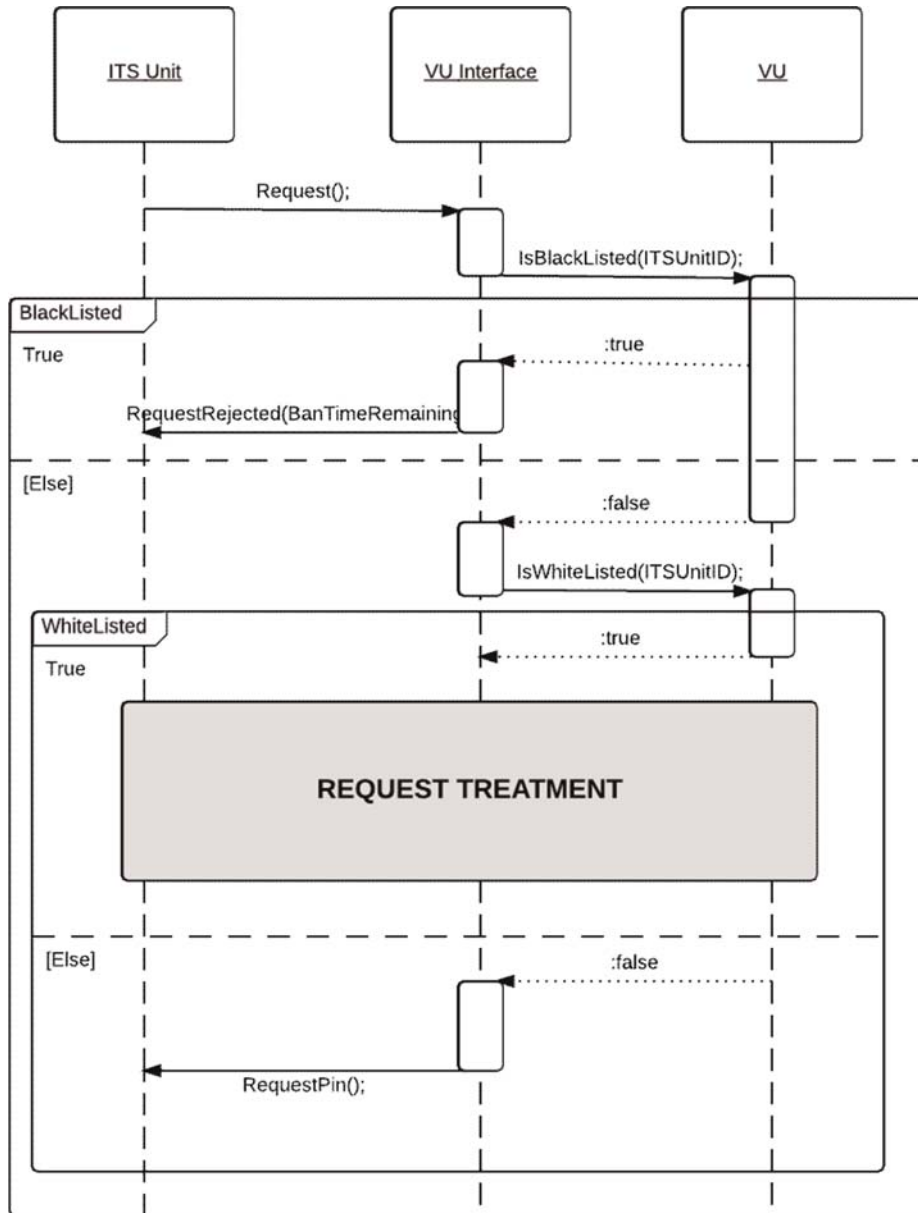 ITS Unit
VU Interface
VU
Request();
IsBlackListed(ITSUnitID);
BlackListed
True
:true
RequestRejected(BanTimeRemaining
[Else]
:false
IsWhiteListed(ITSUnitID);
WhiteListed
:true
True
REQUEST TREATMENT
[Else]
:false
RequestPin();